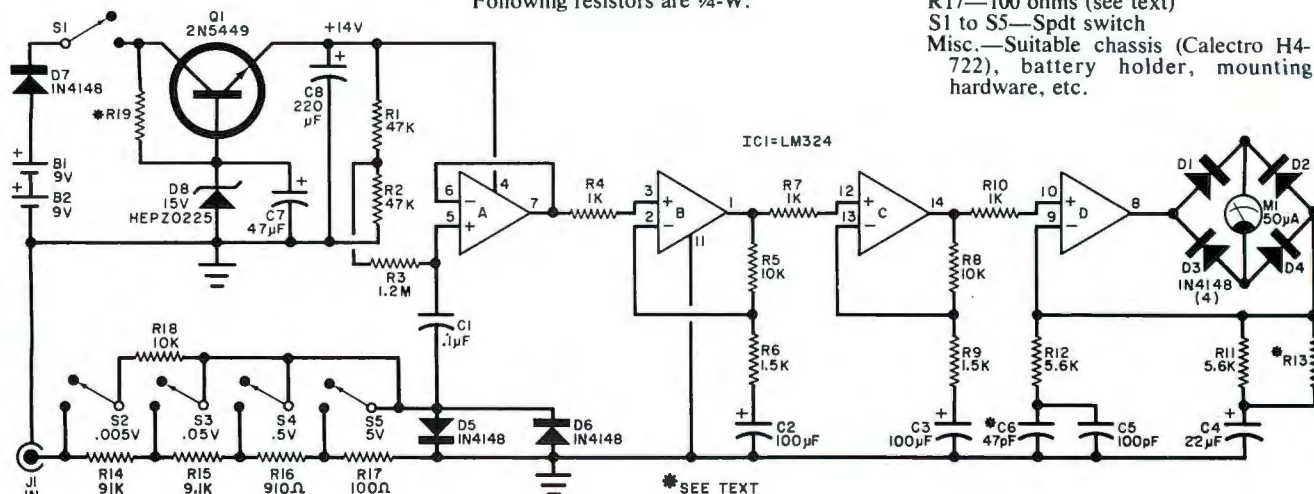 Following resistors are ¼-W:
R17—100 ohms (see text)
S1 to S5—Spdt switch
Misc.—Suitable chassis (Calectro H4-
722), battery holder, mounting
hardware, etc.
S1
Q1
2N5449
+14V
D7
IN4148
*R19
C8
220
µF
R1
47K
B1
9V
B2
9V
D8
15V
HEPZ0225
C7
47µF
R2
47K
R3
1.2M
C1
.1µF
6
5
4
7
A
R4
1K
IC1=LM324
3
2
B
1
11
R7
1K
12
13
C
14
R10
1K
10
9
D
8
D1
D2
M1
50µA
D3
D4
IN4148
(4)
R5
10K
R8
10K
R6
1.5K
R9
1.5K
R12
5.6K
R11
5.6K
*R13
C2
100µF
C3
100µF
*C6
47pF
C5
100pF
C4
22µF
R18
10K
S2
.005V
S3
.05V
S4
.5V
S5
5V
D5
IN4148
D6
IN4148
J1
IN
R14
91K
R15
9.1K
R16
910Ω
R17
100Ω
*SEE TEXT